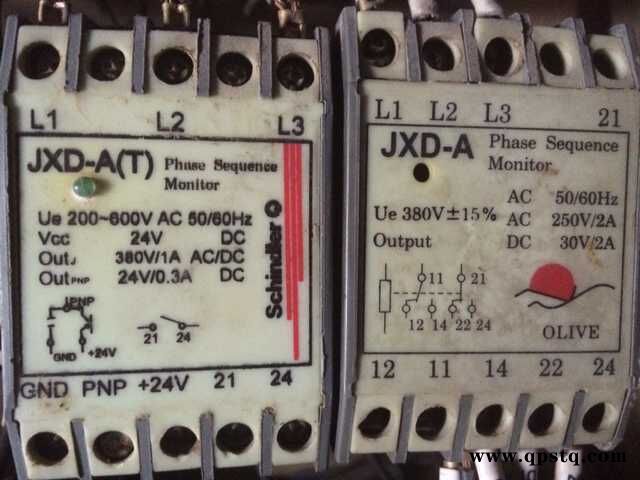 L1 L2 L3
JXD-A(T) Phase Sequence
Monitor
Ue 200~600V AC 50/60Hz
Vcc 24V DC
OutJ 380V/1A AC/DC
OutPNP 24V/0.3A DC
Schindler
PNP
GND +24V
21 24
GND PNP +24V 21 24
L1 L2 L3 21
JXD-A Phase Sequence
Monitor
AC 50/60Hz
Ue 380V±15% AC 250V/2A
Output DC 30V/2A
11 21
12 14 22 24
OLIVE
12 11 14 22 24
www.qpstq.com